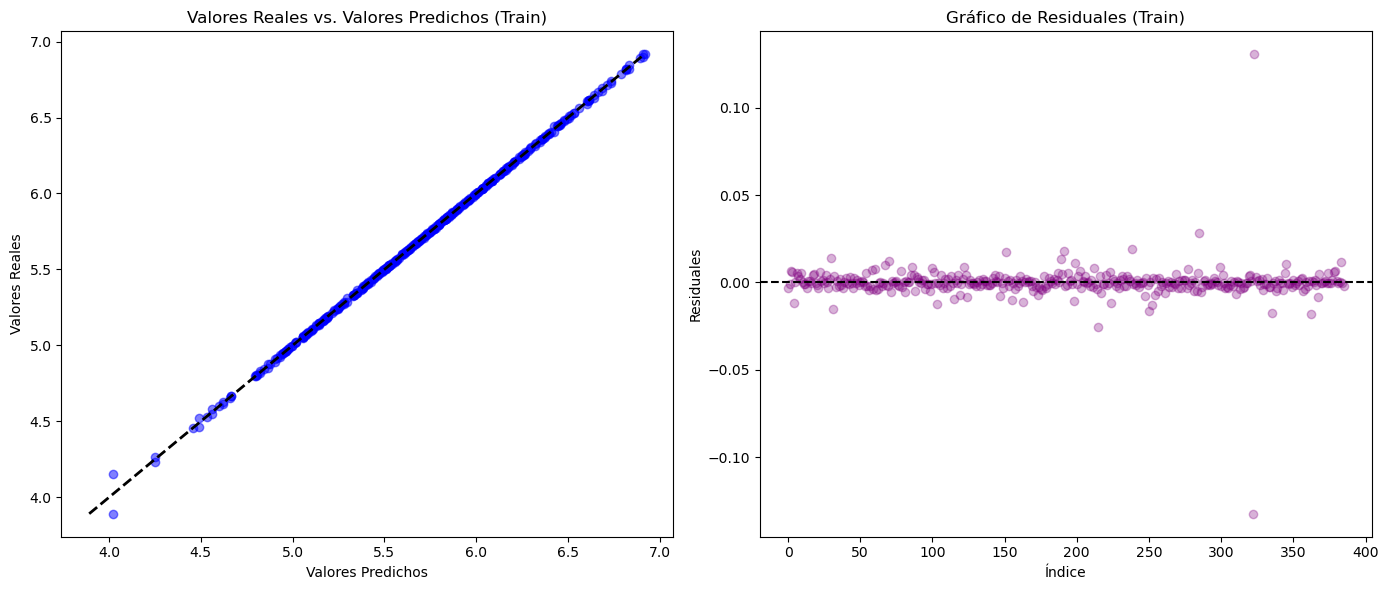 Valores Reales vs. Valores Predichos (Train)
7.0
6.5
6.0
5.5
5.0
4.5
4.0
Valores Reales
4.0 4.5 5.0 5.5 6.0 6.5 7.0
Valores Predichos
Gráfico de Residuales (Train)
0.10
0.05
0.00
−0.05
−0.10
Residuales
0 50 100 150 200 250 300 350 400
Índice